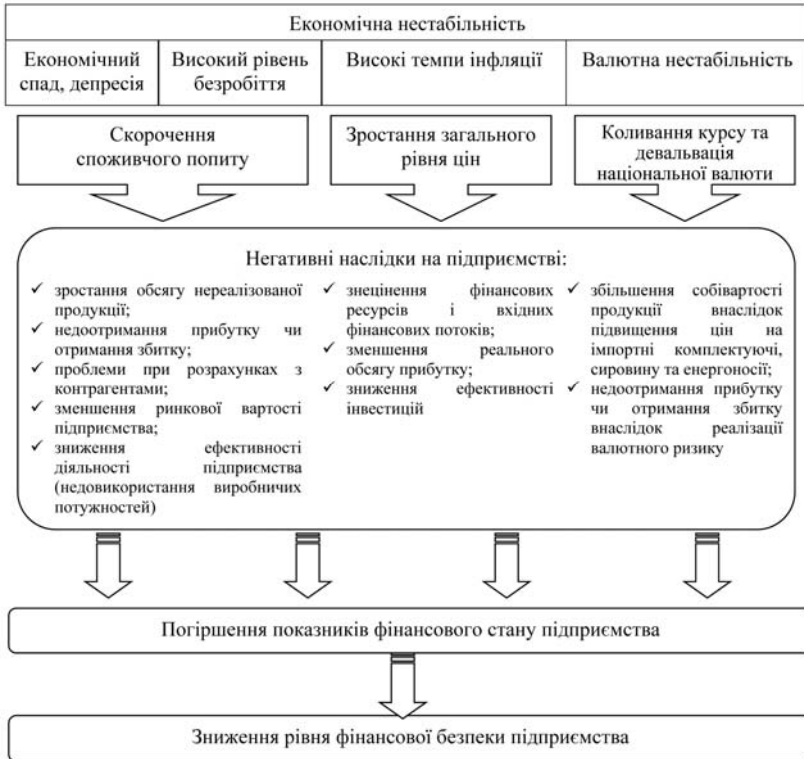 Економічна нестабільність
Економічний
спад, депресія
Високий рівень
безробіття
Високі темпи інфляції
Валютна нестабільність
Скорочення
споживчого попиту
Зростання загального
рівня цін
Коливання курсу та
девальвація
національної валюти
Негативні наслідки на підприємстві:
✓ зростання обсягу нереалізованої
продукції;
✓ недоотримання прибутку чи
отримання збитку;
✓ проблеми при розрахунках з
контрагентами;
✓ зменшення ринкової вартості
підприємства;
✓ зниження ефективності
діяльності підприємства
(недовикористання виробничих
потужностей)
✓ знецінення фінансових
ресурсів і вхідних
фінансових потоків;
✓ зменшення реального
обсягу прибутку;
✓ зниження ефективності
інвестицій
✓ збільшення собівартості
продукції внаслідок
підвищення цін на
імпортні комплектуючі,
сировину та енергоносії;
✓ недоотримання прибутку
чи отримання збитку
внаслідок реалізації
валютного ризику
Погіршення показників фінансового стану підприємства
Зниження рівня фінансової безпеки підприємства